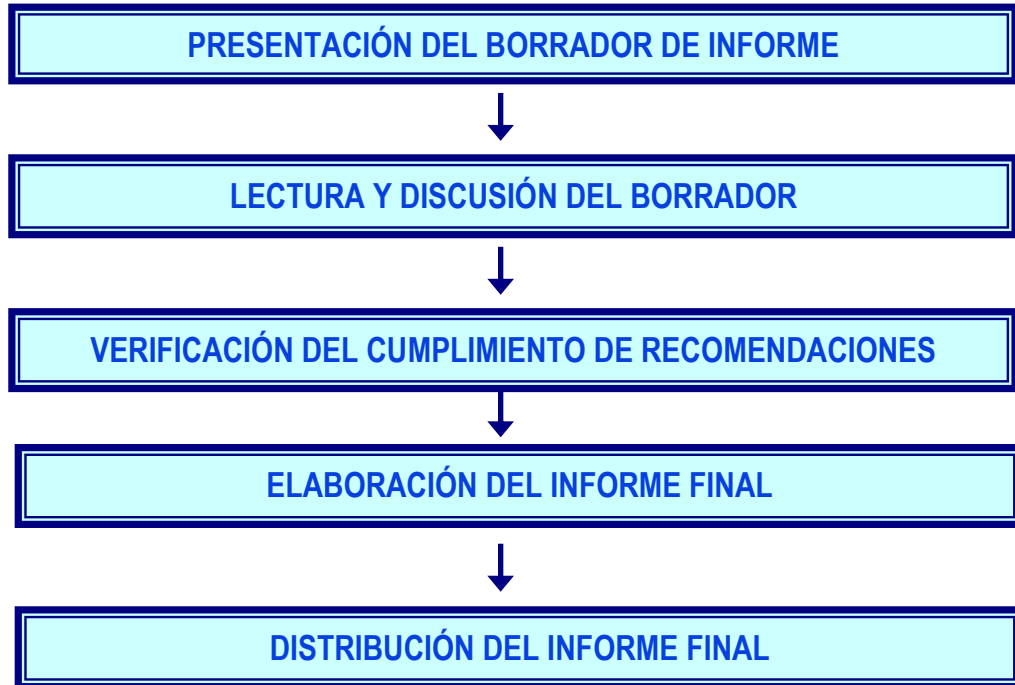 PRESENTACIÓN DEL BORRADOR DE INFORME
LECTURA Y DISCUSIÓN DEL BORRADOR
VERIFICACIÓN DEL CUMPLIMIENTO DE RECOMENDACIONES
ELABORACIÓN DEL INFORME FINAL
DISTRIBUCIÓN DEL INFORME FINAL